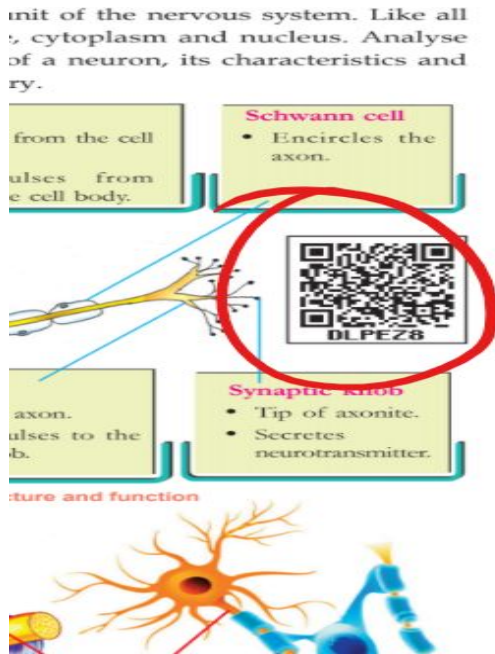 unit of the nervous system. Like all
, cytoplasm and nucleus. Analyse
of a neuron, its characteristics and
ry.
from the cell
ulses from
e cell body.
Schwann cell
• Encircles the
axon.
DLPEZ8
axon.
ulses to the
b.
Synaptic knob
• Tip of axonite.
• Secretes
neurotransmitter.
cture and function